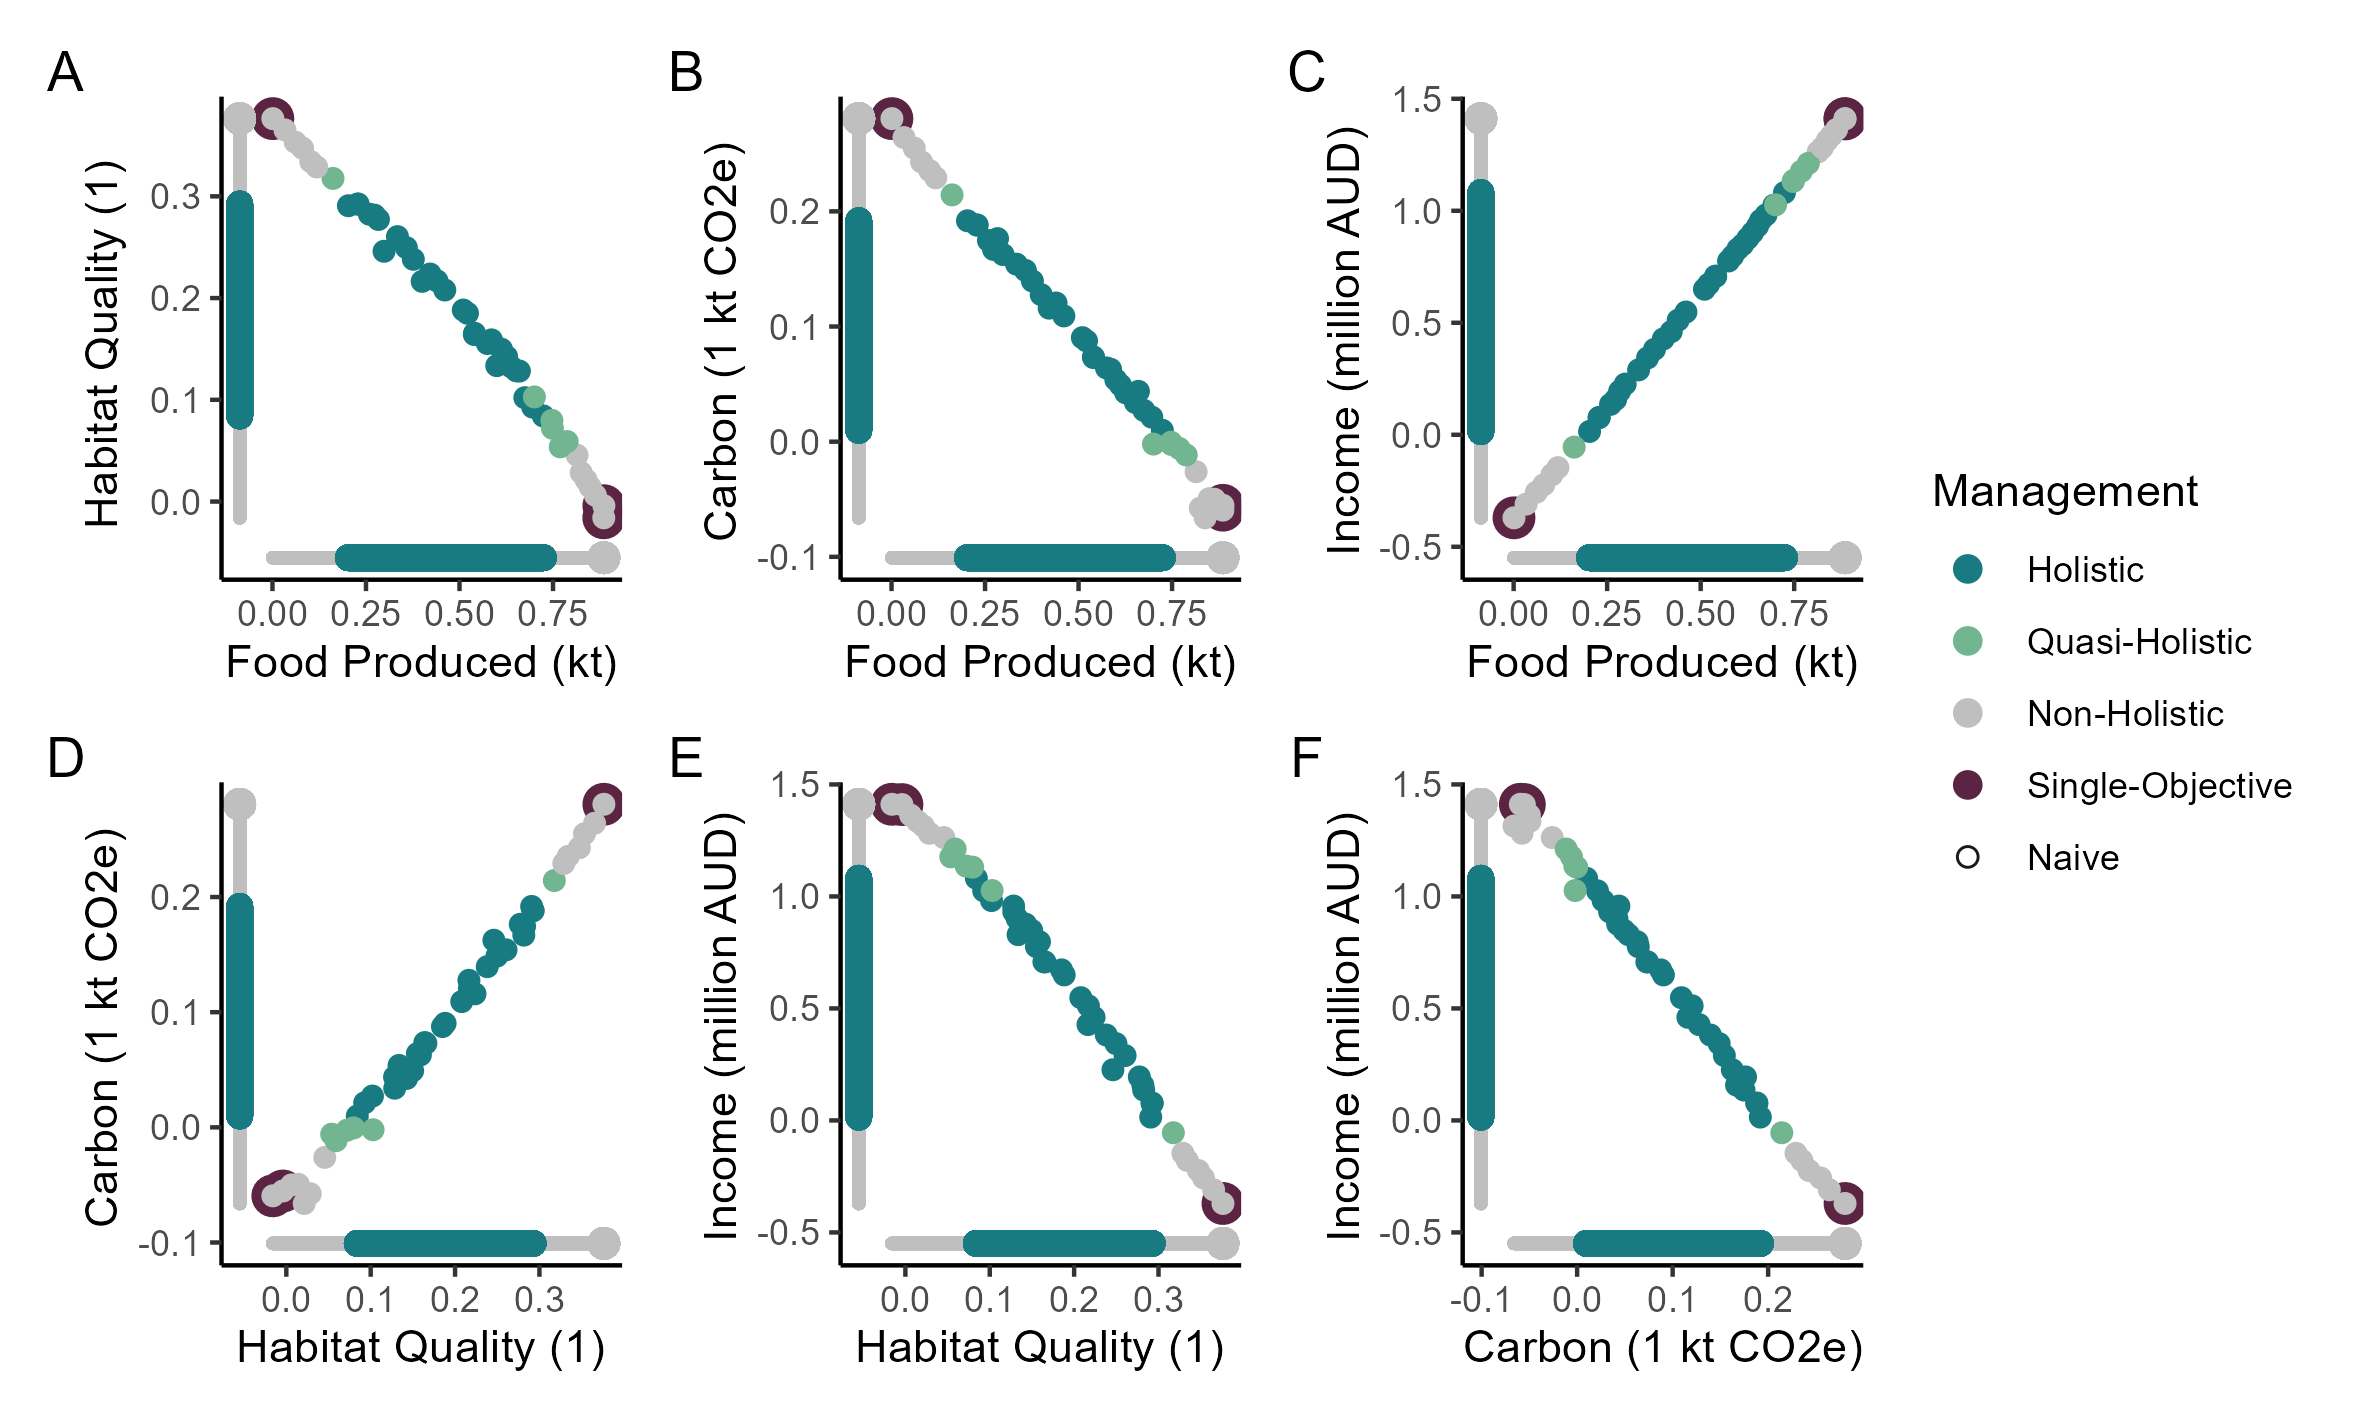 A
B
C
Habitat Quality (1)
0.3
0.2
0.1
0.0
0.00 0.25 0.50 0.75
Food Produced (kt)
Carbon (1 kt CO2e)
0.2
0.1
0.0
-0.1
0.00 0.25 0.50 0.75
Food Produced (kt)
Income (million AUD)
1.5
1.0
0.5
0.0
-0.5
0.00 0.25 0.50 0.75
Food Produced (kt)
Management
Holistic
Quasi-Holistic
Non-Holistic
Single-Objective
Naive
D
E
F
Carbon (1 kt CO2e)
0.2
0.1
0.0
-0.1
0.0 0.1 0.2 0.3
Habitat Quality (1)
Income (million AUD)
1.5
1.0
0.5
0.0
-0.5
0.0 0.1 0.2 0.3
Habitat Quality (1)
Income (million AUD)
1.5
1.0
0.5
0.0
-0.5
-0.1 0.0 0.1 0.2
Carbon (1 kt CO2e)